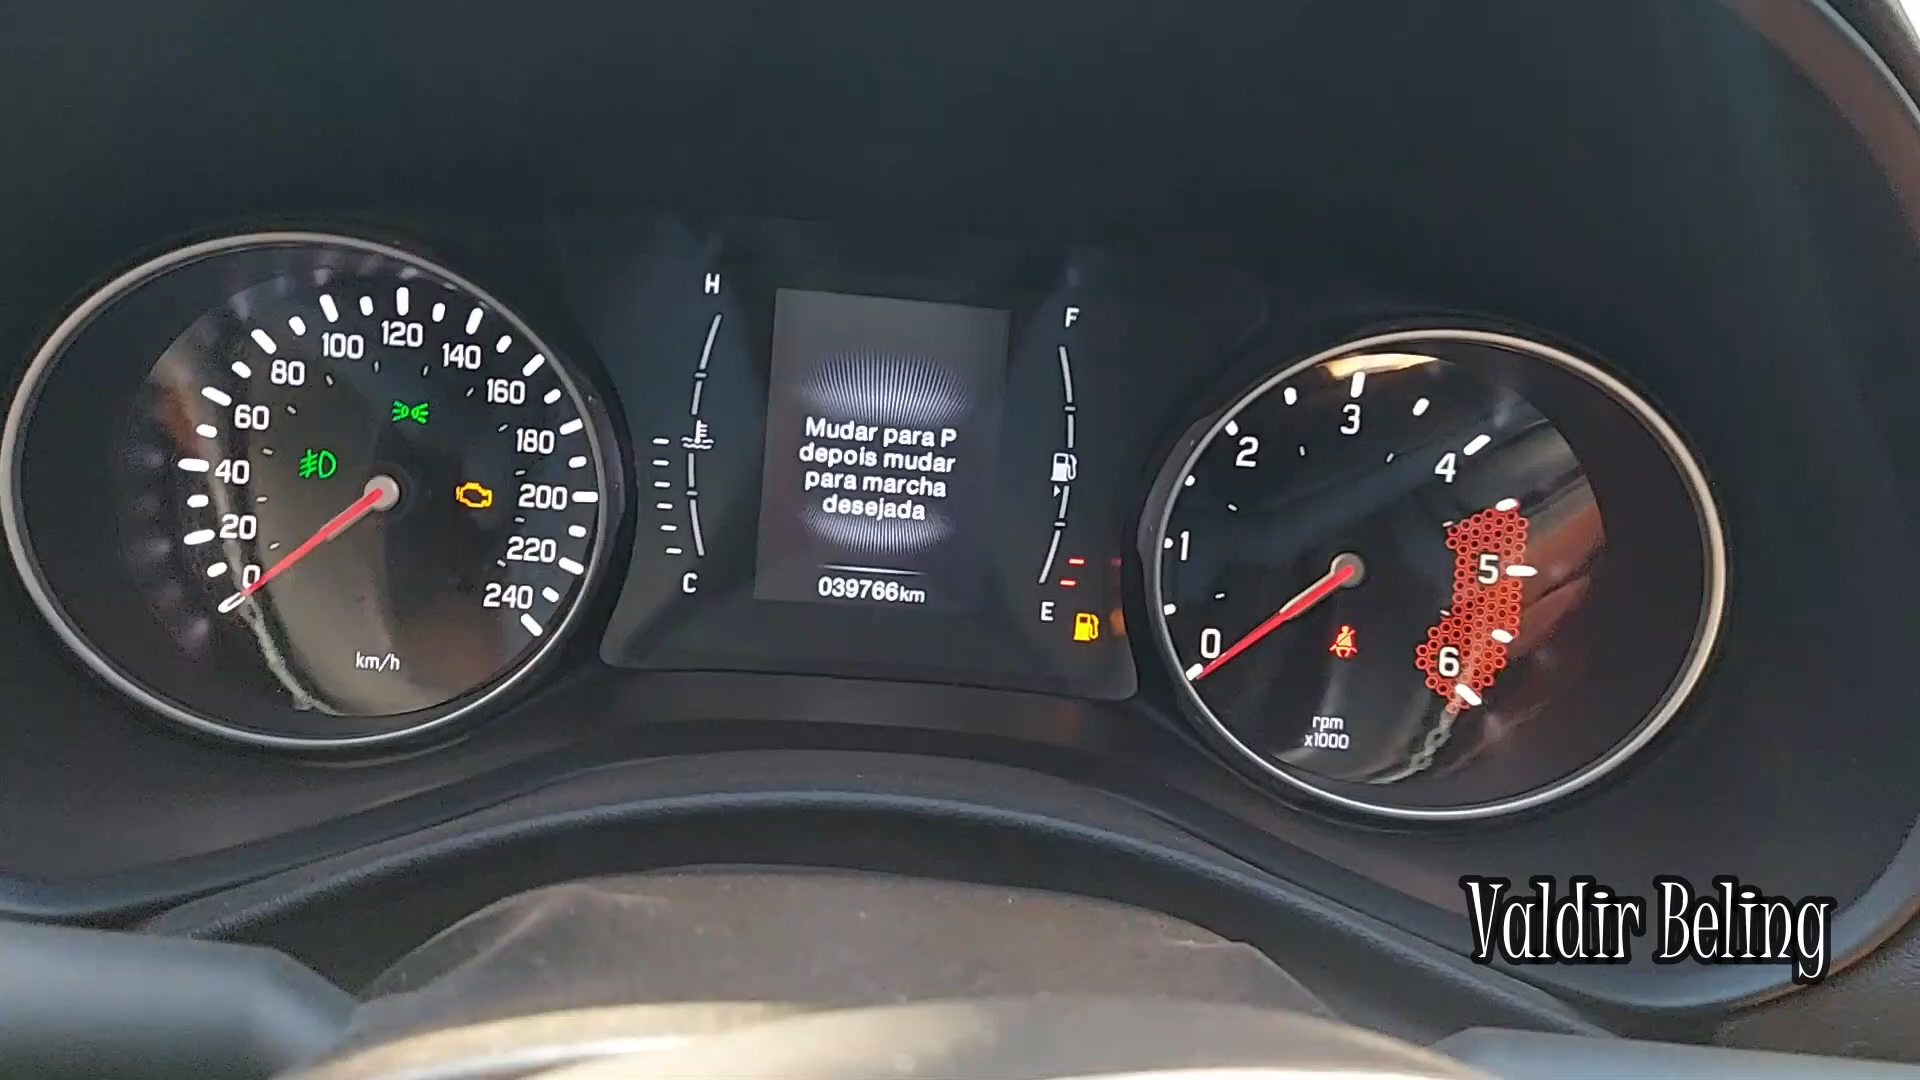 0
20
40
60
80
100
120
140
160
180
200
220
240
km/h
H
C
Mudar para P
depois mudar
para marcha
desejada
039766km
F
E
0
1
2
3
4
5
6
rpm
x1000
Valdir Beling